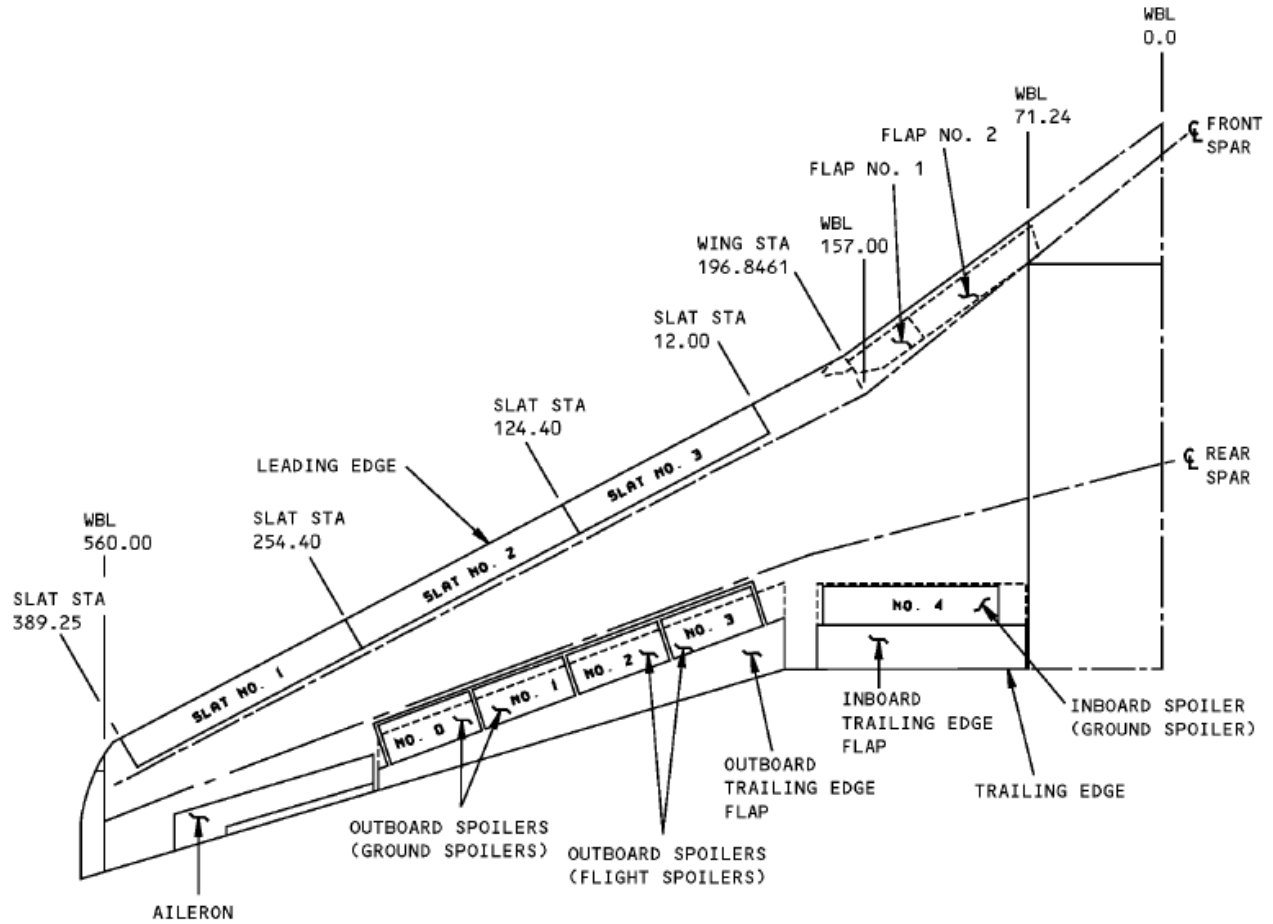 WBL
0.0
WBL
71.24
℄ FRONT
SPAR
FLAP NO. 2
FLAP NO. 1
WBL
157.00
WING STA
196.8461
SLAT STA
12.00
SLAT STA
124.40
LEADING EDGE
SLAT NO. 3
℄ REAR
SPAR
SLAT STA
254.40
WBL
560.00
SLAT NO. 2
SLAT STA
389.25
SLAT NO. 1
NO. 4
NO. 3
NO. 2
NO. 1
NO. 0
INBOARD
TRAILING EDGE
FLAP
INBOARD SPOILER
(GROUND SPOILER)
OUTBOARD
TRAILING EDGE
FLAP
TRAILING EDGE
OUTBOARD SPOILERS
(GROUND SPOILERS)
OUTBOARD SPOILERS
(FLIGHT SPOILERS)
AILERON